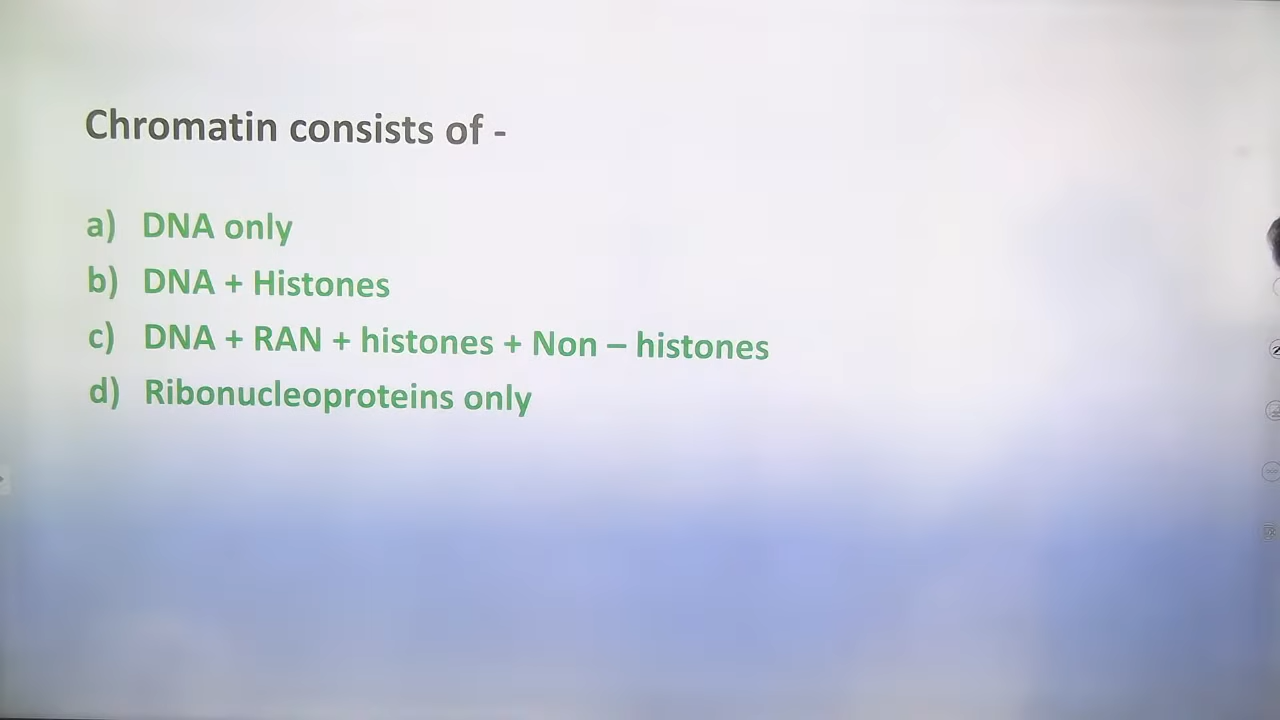 Chromatin consists of -
a) DNA only
b) DNA + Histones
c) DNA + RAN + histones + Non – histones
d) Ribonucleoproteins only